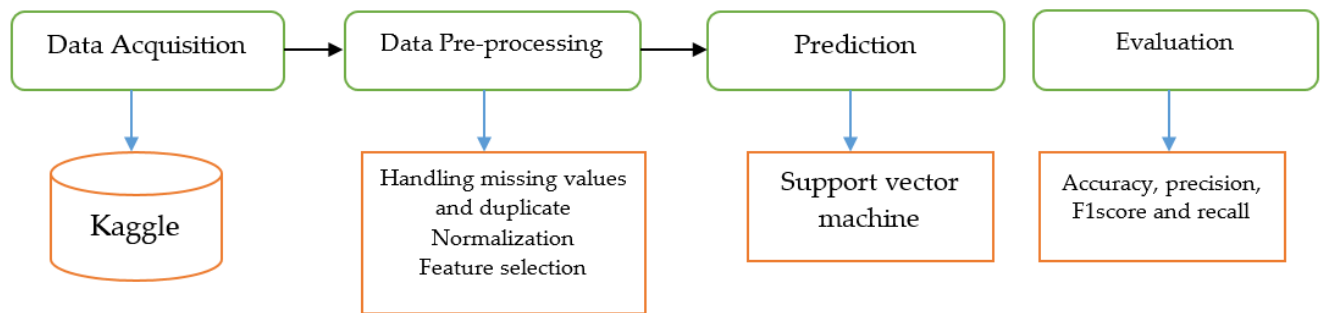 Data Acquisition
Data Pre-processing
Prediction
Evaluation
Kaggle
Handling missing values
and duplicate
Normalization
Feature selection
Support vector
machine
Accuracy, precision,
F1score and recall